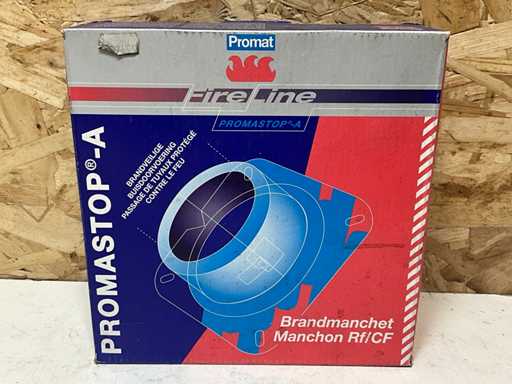 Promat
FireLine
PROMASTOP®-A
PROMASTOP®-A
BRANDVEILIGE
BUISDOORVOERING
PASSAGE DE TUYAUX PROTÉGÉ
CONTRE LE FEU
Brandmanchet
Manchon Rf/CF